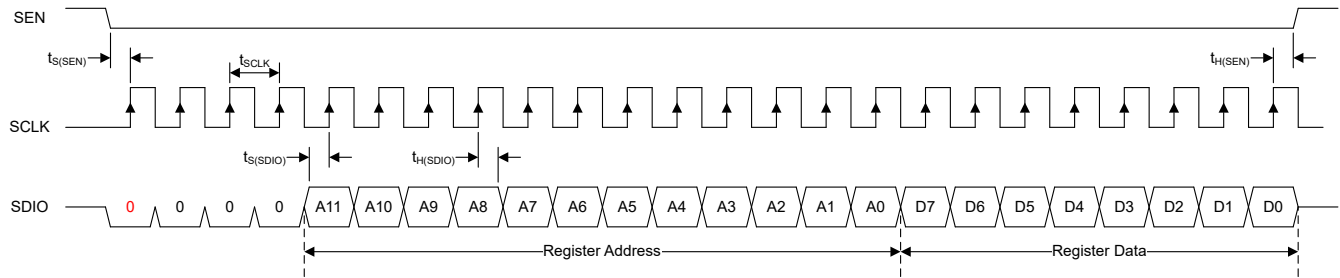 SEN
tS(SEN) tSCLK tH(SEN)
SCLK
tS(SDIO) tH(SDIO)
SDIO 0 0 0 0 A11 A10 A9 A8 A7 A6 A5 A4 A3 A2 A1 A0 D7 D6 D5 D4 D3 D2 D1 D0
Register Address Register Data